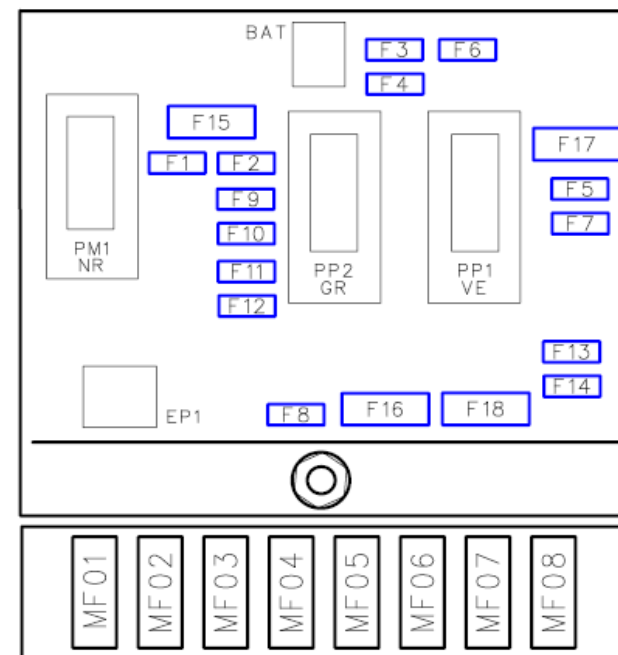 BAT
F3 F6
F4
F15
F17
F1 F2
F5
F9
F7
F10
PM1
NR
F11
PP2
GR
PP1
VE
F12
F13
F14
EP1
F8 F16 F18
MF01 MF02 MF03 MF04 MF05 MF06 MF07 MF08